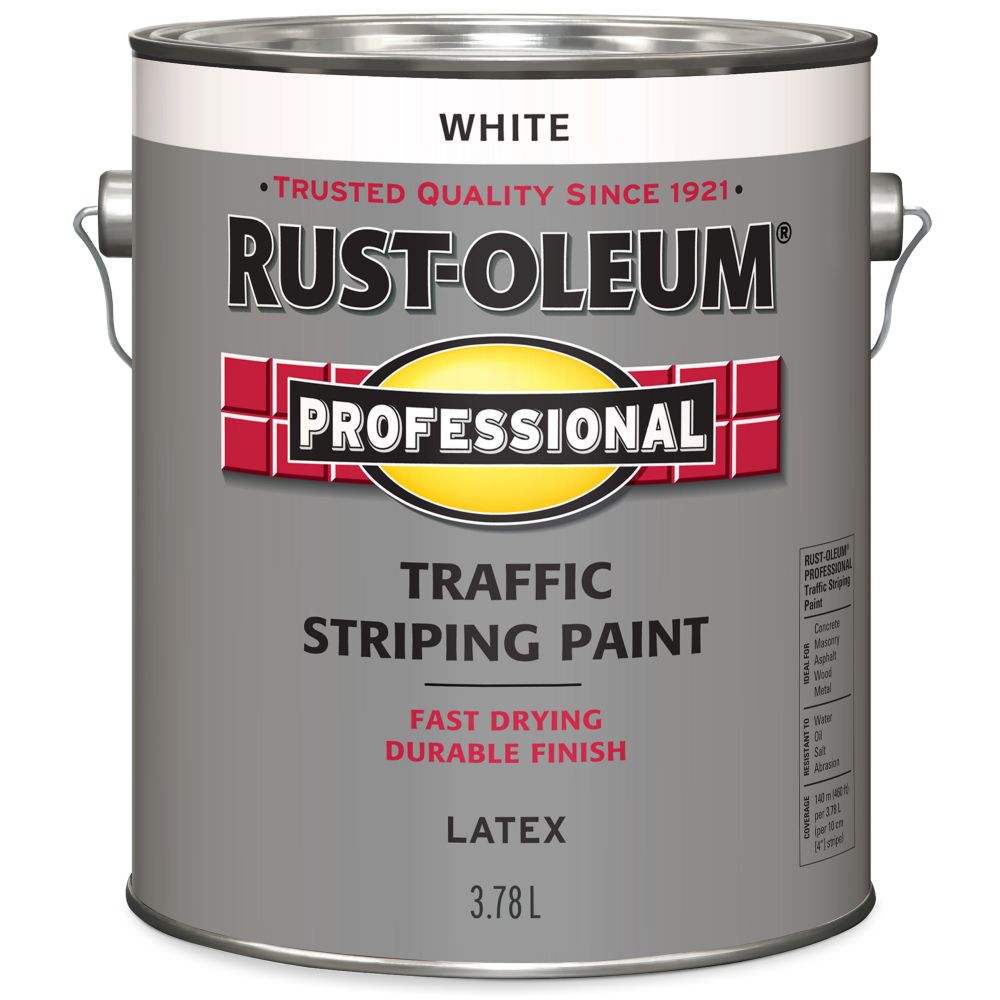 WHITE
• TRUSTED QUALITY SINCE 1921 •
RUST-OLEUM®
PROFESSIONAL
TRAFFIC
STRIPING PAINT
FAST DRYING
DURABLE FINISH
LATEX
3.78 L
RUST-OLEUM®
PROFESSIONAL
Traffic Striping
Paint
IDEAL FOR
Concrete
Masonry
Asphalt
Wood
Metal
RESISTANT TO
Water
Oil
Salt
Abrasion
COVERAGE
140 m (460 ft)
per 3.78 L
(per 10 cm
[4"] stripe)